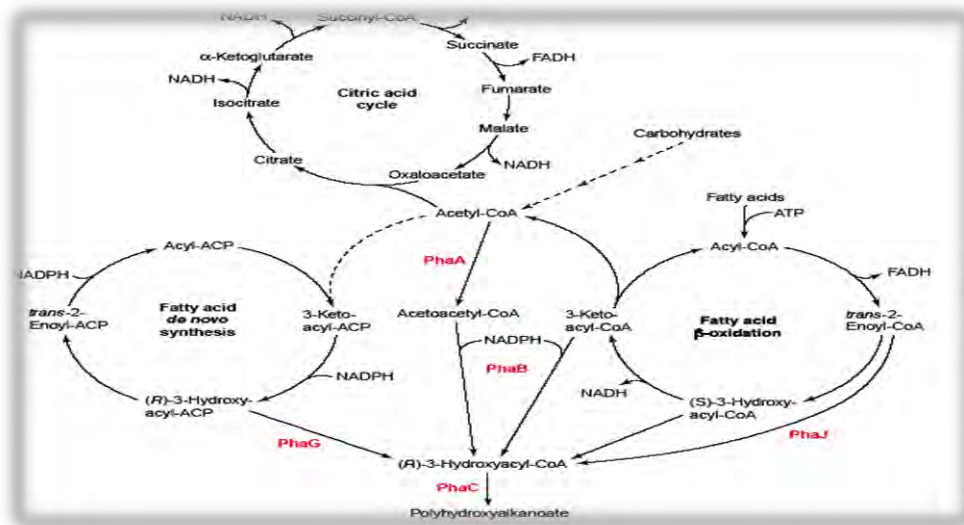 NADH
Succinyl-CoA
Succinate
FADH
α-Ketoglutarate
NADH
Isocitrate
Citric acid
cycle
Fumarate
Malate
NADH
Citrate
Oxaloacetate
Carbohydrates
Acetyl-CoA
Fatty acids
ATP
Acyl-ACP
Acyl-CoA
NADPH
PhaA
FADH
trans-2-
Enoyl-ACP
Fatty acid
de novo
synthesis
3-Keto-
acyl-ACP
Acetoacetyl-CoA
3-Keto-
acyl-CoA
Fatty acid
β-oxidation
trans-2-
Enoyl-CoA
NADPH
PhaB
NADPH
NADH
(R)-3-Hydroxy-
acyl-ACP
(S)-3-Hydroxy-
acyl-CoA
PhaG
PhaJ
(R)-3-Hydroxyacyl-CoA
PhaC
Polyhydroxyalkanoate